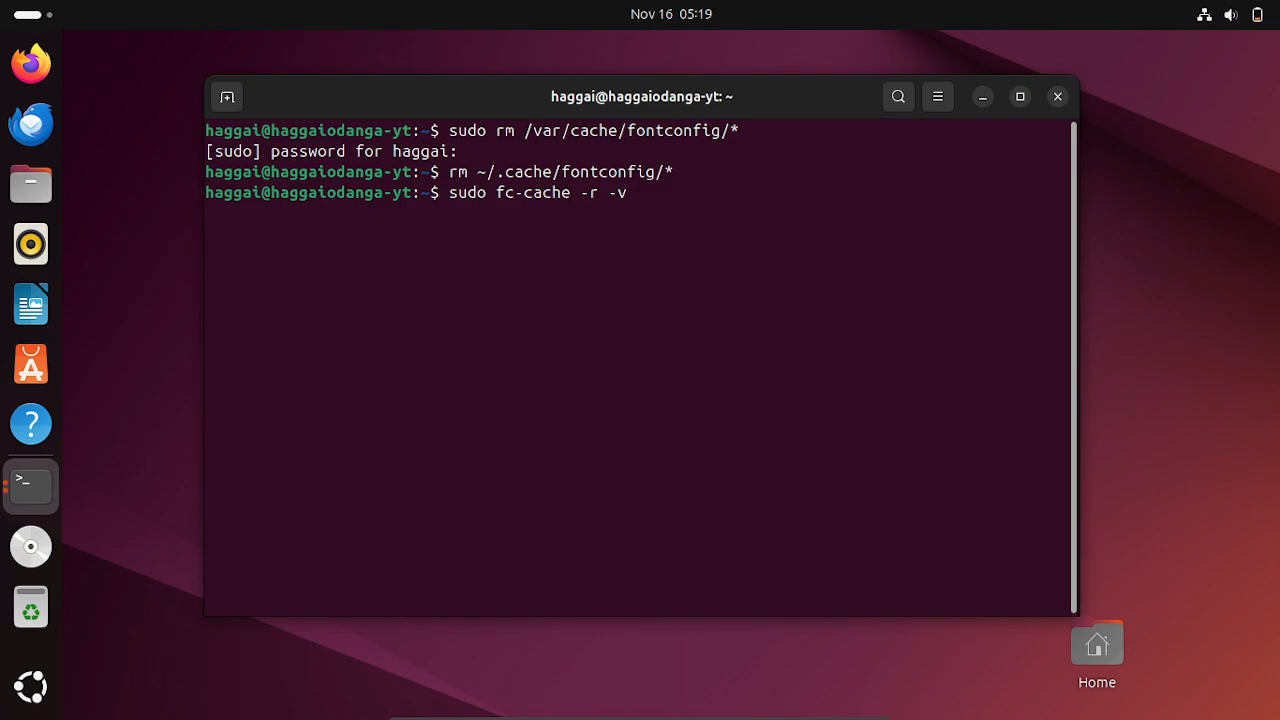 Nov 16 05:19
haggai@haggaiodanga-yt: ~
haggai@haggaiodanga-yt:~$ sudo rm /var/cache/fontconfig/*
[sudo] password for haggai:
haggai@haggaiodanga-yt:~$ rm ~/.cache/fontconfig/*
haggai@haggaiodanga-yt:~$ sudo fc-cache -r -v
Home